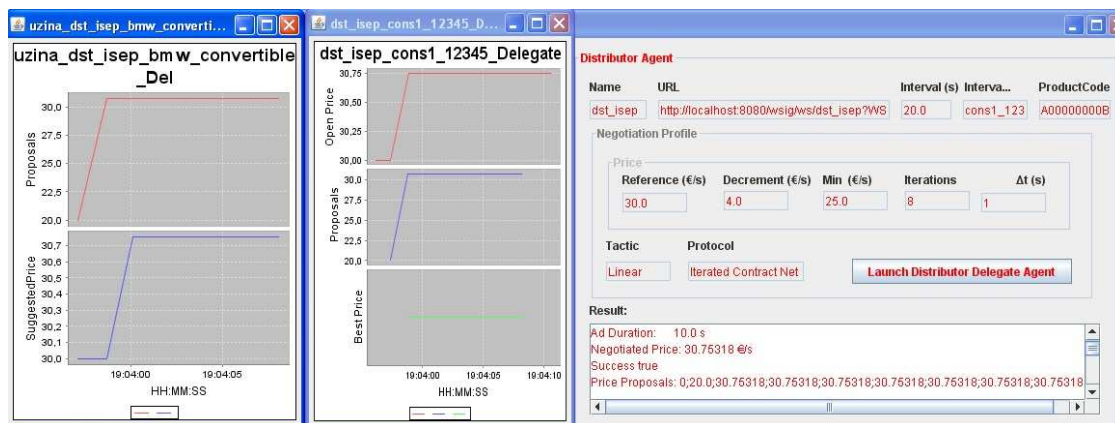 uzina_dst_isep_bmw_converti...
uzina_dst_isep_bmw_convertible
_Del
30,0
27,5
25,0
22,5
20,0
Proposals
30,7
30,6
30,5
30,4
30,3
30,2
30,1
30,0
SuggestedPrice
19:04:00 19:04:05
HH:MM:SS
dst_isep_cons1_12345_D...
dst_isep_cons1_12345_Delegate
30,75
30,50
30,25
30,00
Open Price
30,0
27,5
25,0
22,5
20,0
Proposals
Best Price
19:04:00 19:04:05 19:04:10
HH:MM:SS
Distributor Agent
Name URL Interval (s) Interva... ProductCode
dst_isep http://localhost:8080/wsig/ws/dst_isep?WS 20.0 cons1_123 A00000000B
Negotiation Profile
Price
Reference (€/s) Decrement (€/s) Min (€/s) Iterations Δt (s)
30.0 4.0 25.0 8 1
Tactic Protocol
Linear Iterated Contract Net Launch Distributor Delegate Agent
Result:
Ad Duration: 10.0 s
Negotiated Price: 30.75318 €/s
Success true
Price Proposals: 0;20.0;30.75318;30.75318;30.75318;30.75318;30.75318;30.75318;30.75318